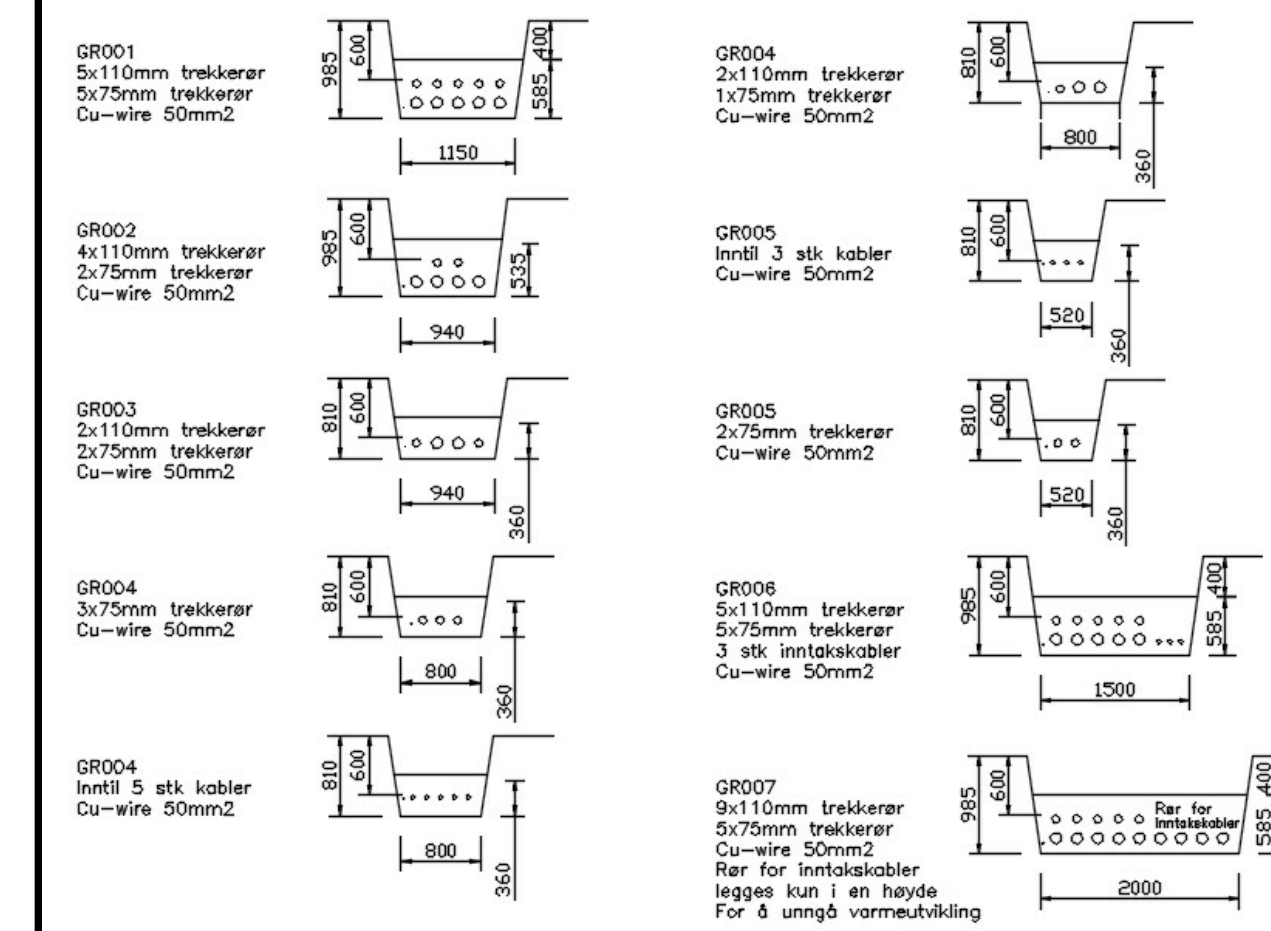 GR001
5x110mm trekkerør
5x75mm trekkerør
Cu-wire 50mm2
985
600
400
585
1150
GR002
4x110mm trekkerør
2x75mm trekkerør
Cu-wire 50mm2
985
600
535
940
GR003
2x110mm trekkerør
2x75mm trekkerør
Cu-wire 50mm2
810
600
940
360
GR004
3x75mm trekkerør
Cu-wire 50mm2
810
600
800
360
GR004
Inntil 5 stk kabler
Cu-wire 50mm2
810
600
800
360
GR004
2x110mm trekkerør
1x75mm trekkerør
Cu-wire 50mm2
810
600
800
360
GR005
Inntil 3 stk kabler
Cu-wire 50mm2
810
600
520
360
GR005
2x75mm trekkerør
Cu-wire 50mm2
810
600
520
360
GR006
5x110mm trekkerør
5x75mm trekkerør
3 stk inntakskabler
Cu-wire 50mm2
985
600
400
585
1500
GR007
9x110mm trekkerør
5x75mm trekkerør
Cu-wire 50mm2
Rør for inntakskabler
legges kun i en høyde
For å unngå varmeutvikling
985
600
Rør for
inntakskabler
400
585
2000